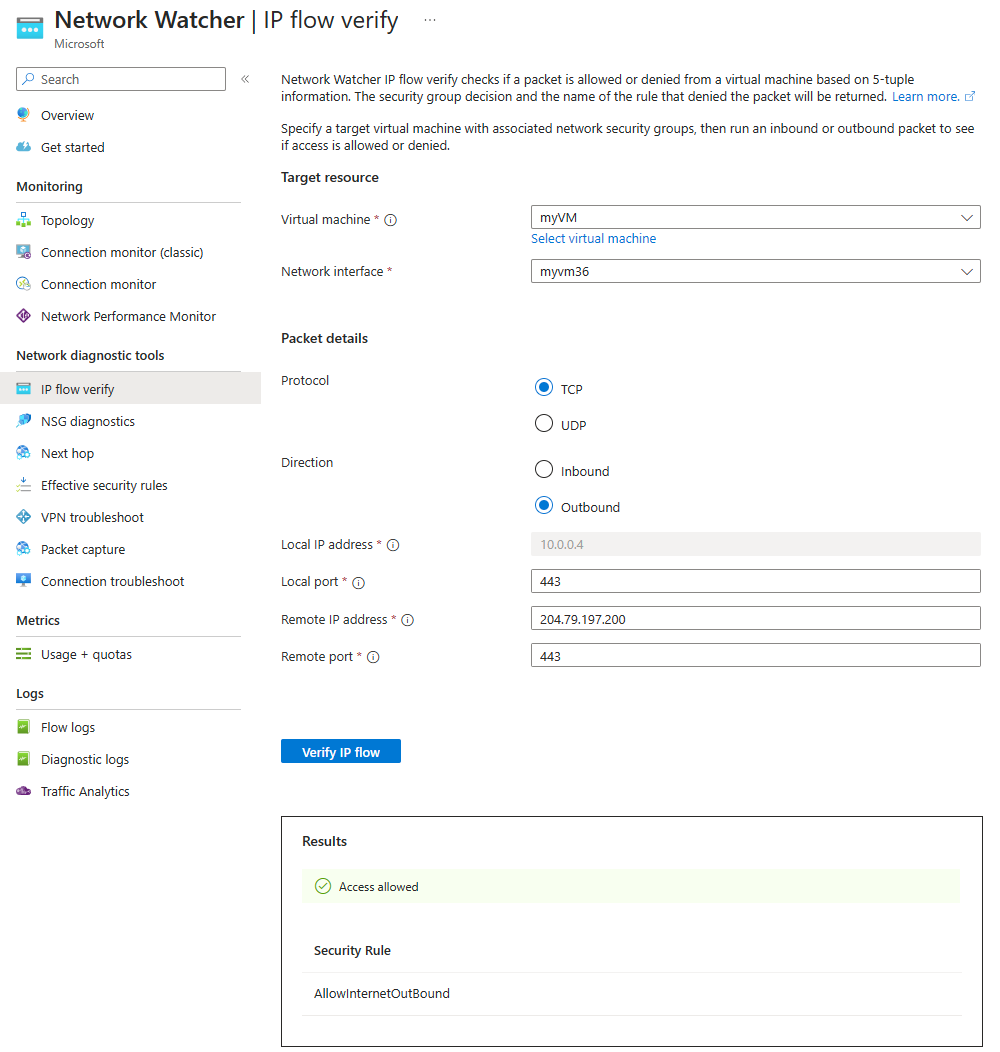 Network Watcher | IP flow verify ...
Microsoft
Search
«
Overview
Get started
Monitoring
Topology
Connection monitor (classic)
Connection monitor
Network Performance Monitor
Network diagnostic tools
IP flow verify
NSG diagnostics
Next hop
Effective security rules
VPN troubleshoot
Packet capture
Connection troubleshoot
Metrics
Usage + quotas
Logs
Flow logs
Diagnostic logs
Traffic Analytics
Network Watcher IP flow verify checks if a packet is allowed or denied from a virtual machine based on 5-tuple
information. The security group decision and the name of the rule that denied the packet will be returned. Learn more.
Specify a target virtual machine with associated network security groups, then run an inbound or outbound packet to see
if access is allowed or denied.
Target resource
Virtual machine * myVM
Select virtual machine
Network interface * myvm36
Packet details
Protocol
TCP
UDP
Direction
Inbound
Outbound
Local IP address * 10.0.0.4
Local port * 443
Remote IP address * 204.79.197.200
Remote port * 443
Verify IP flow
Results
Access allowed
Security Rule
AllowInternetOutBound